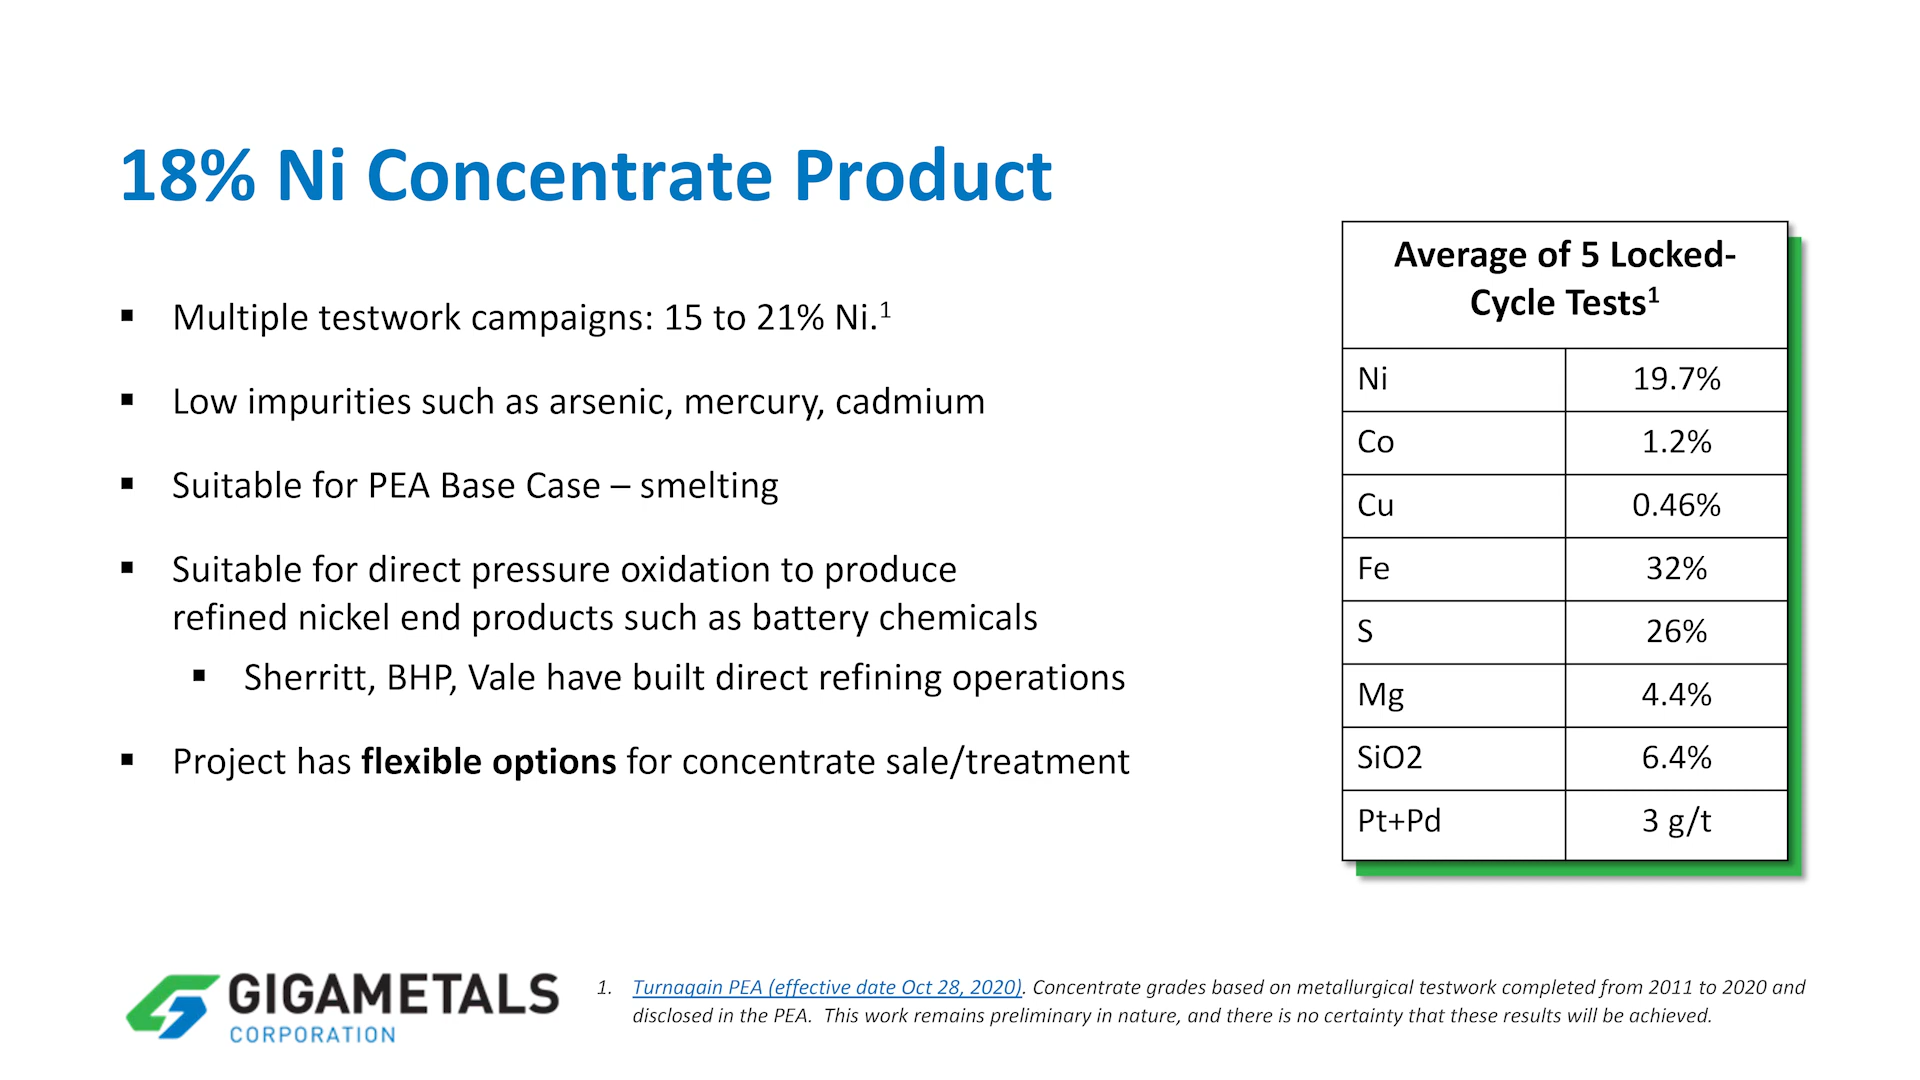 18% Ni Concentrate Product
▪ Multiple testwork campaigns: 15 to 21% Ni.¹
▪ Low impurities such as arsenic, mercury, cadmium
▪ Suitable for PEA Base Case – smelting
▪ Suitable for direct pressure oxidation to produce
refined nickel end products such as battery chemicals
▪ Sherritt, BHP, Vale have built direct refining operations
▪ Project has flexible options for concentrate sale/treatment
Average of 5 Locked-
Cycle Tests¹
Ni 19.7%
Co 1.2%
Cu 0.46%
Fe 32%
S 26%
Mg 4.4%
SiO2 6.4%
Pt+Pd 3 g/t
GIGAMETALS
CORPORATION
1. Turnagain PEA (effective date Oct 28, 2020). Concentrate grades based on metallurgical testwork completed from 2011 to 2020 and
disclosed in the PEA. This work remains preliminary in nature, and there is no certainty that these results will be achieved.